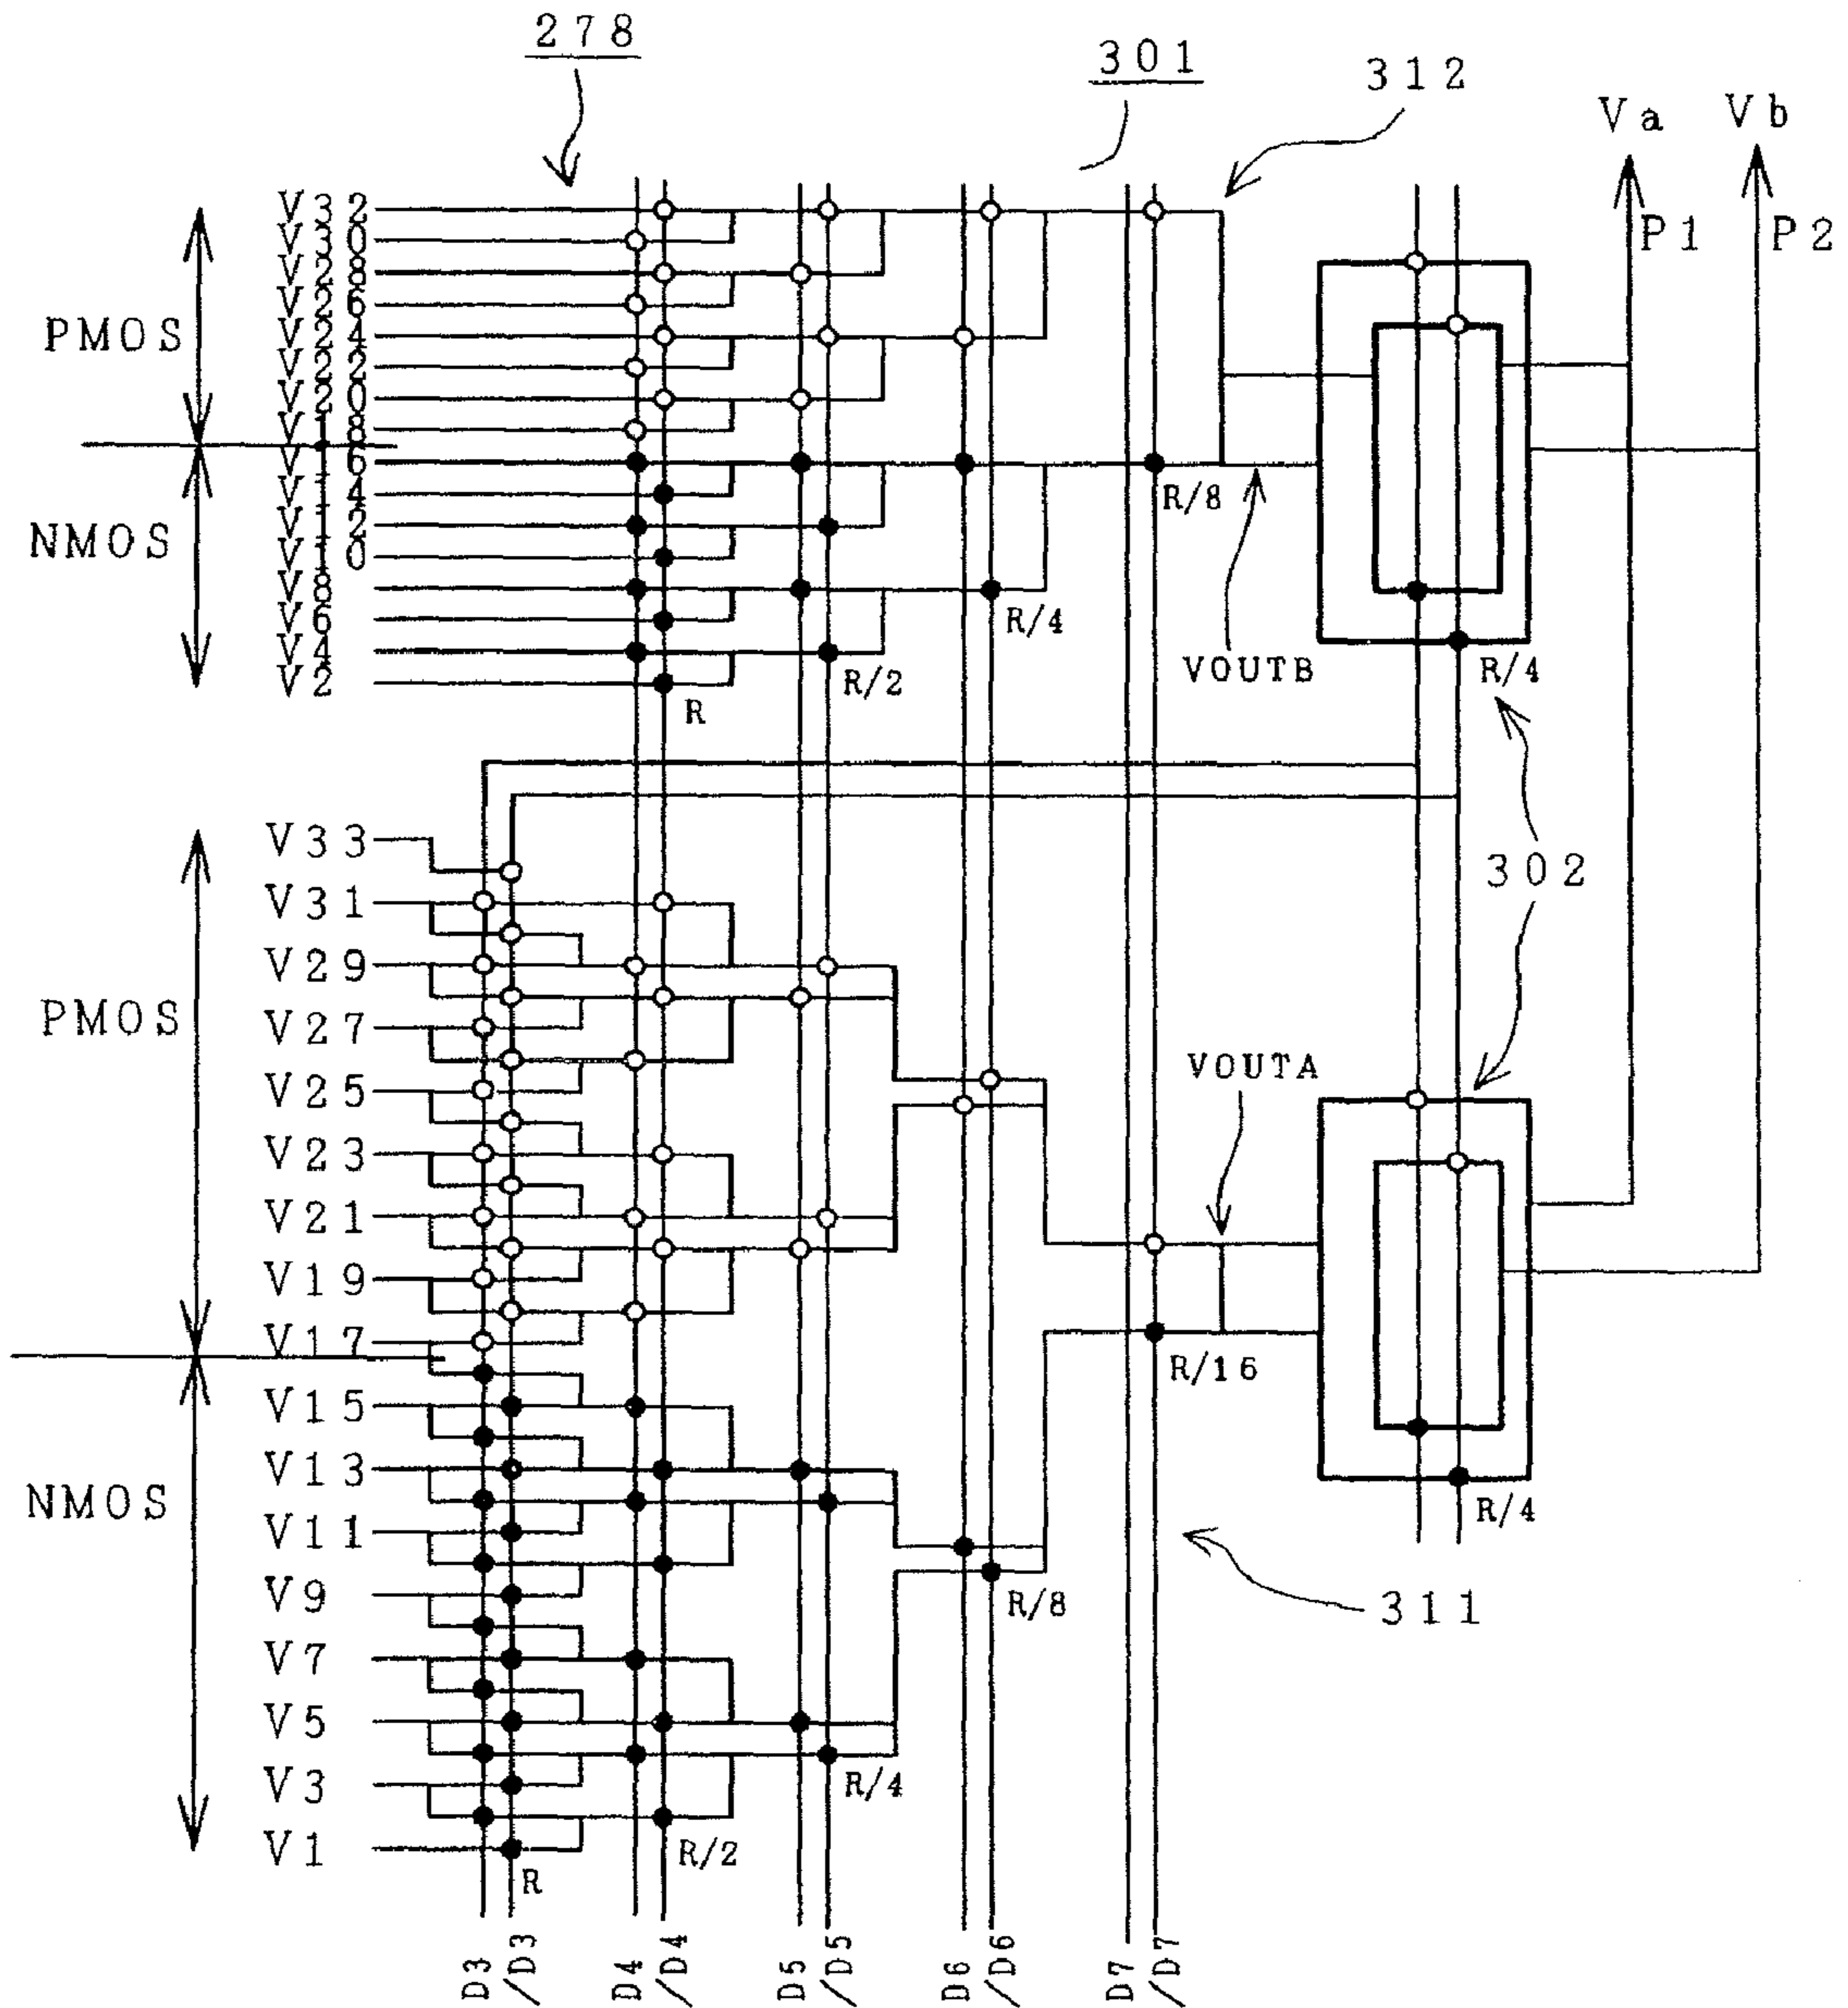 278
301
312
Va
Vb
P1
P2
V32
V30
V28
V26
V24
V22
V20
V18
V16
V14
V12
V10
V8
V6
V4
V2
PMOS
NMOS
R
R/2
R/4
R/8
VOUTB
R/4
302
V33
V31
V29
V27
V25
V23
V21
V19
V17
V15
V13
V11
V9
V7
V5
V3
V1
PMOS
NMOS
VOUTA
R/16
R/4
R/8
R/4
R/2
R
311
D3
/D3
D4
/D4
D5
/D5
D6
/D6
D7
/D7